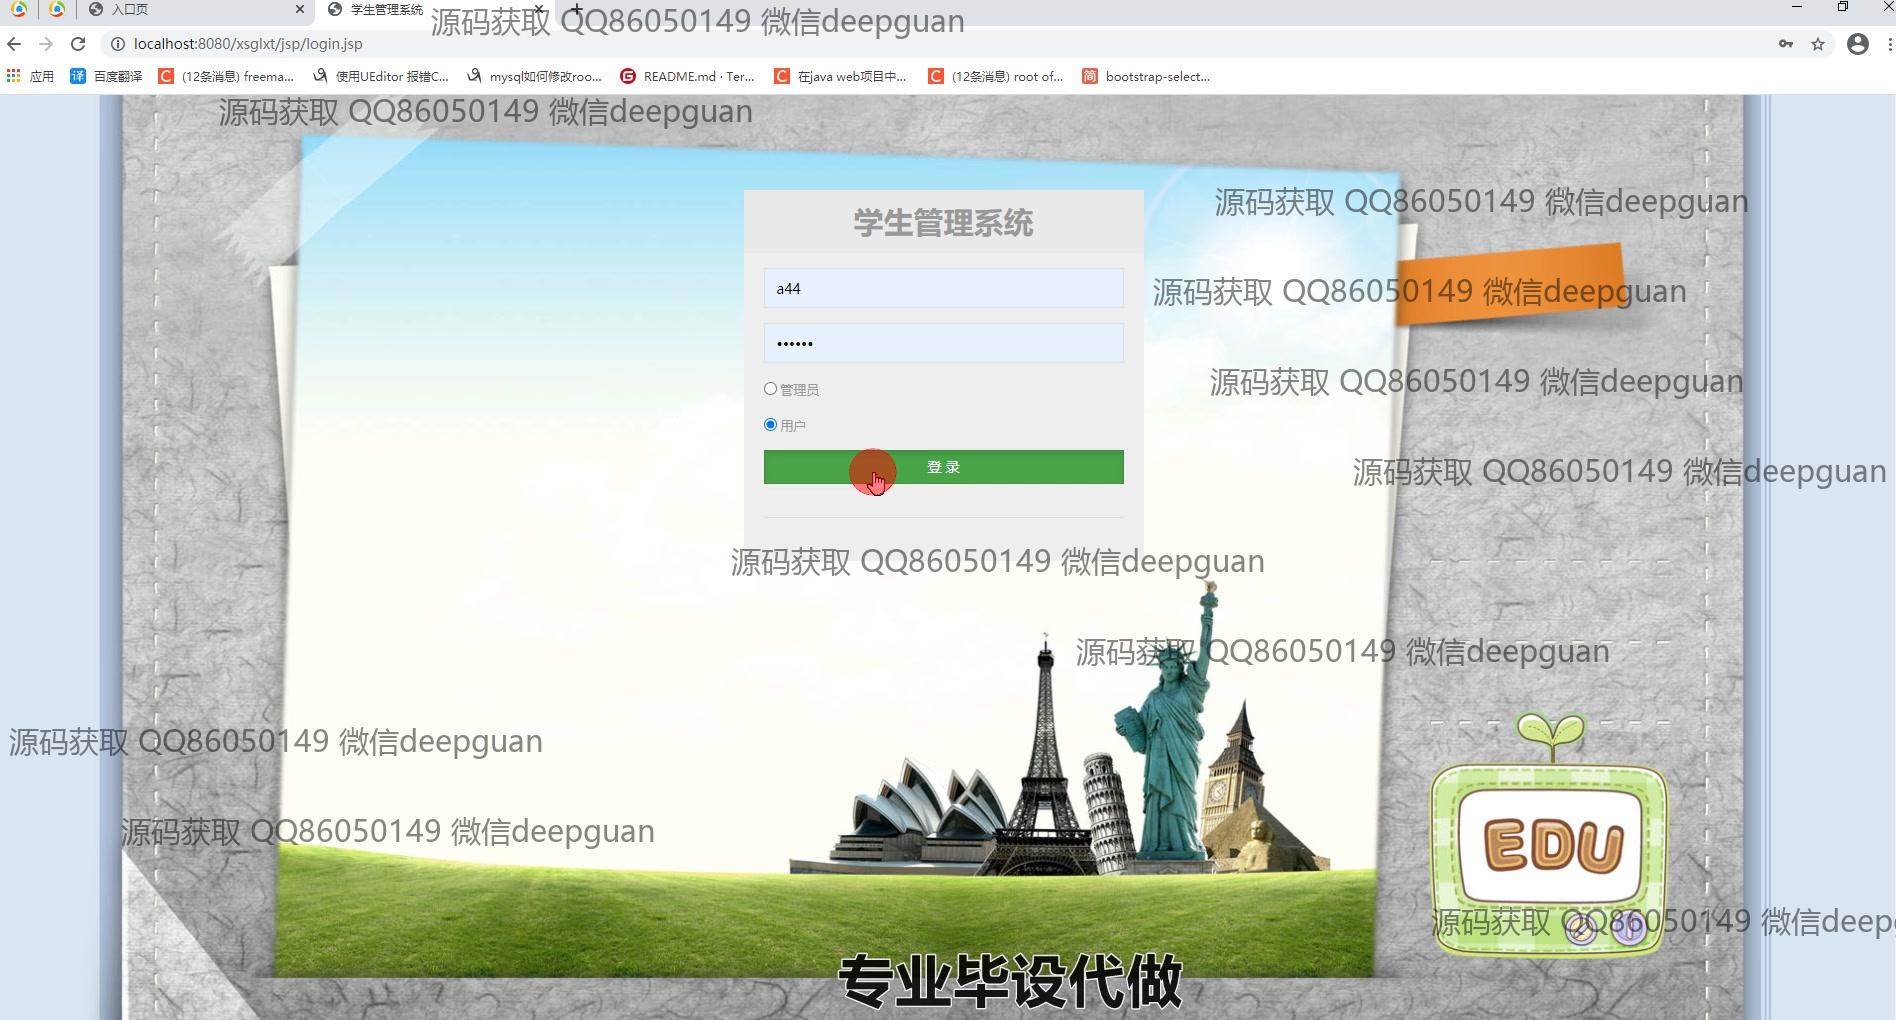 入口页
学生管理系统
源码获取 QQ86050149 微信deepguan
localhost:8080/xsglxt/jsp/login.jsp
应用
百度翻译
(12条消息) freema...
使用UEditor 报错C...
mysql如何修改roo...
README.md · Ter...
在java web项目中...
(12条消息) root of...
bootstrap-select...
源码获取 QQ86050149 微信deepguan
源码获取 QQ86050149 微信deepguan
学生管理系统
a44
源码获取 QQ86050149 微信deepguan
••••••
管理员
源码获取 QQ86050149 微信deepguan
用户
登录
源码获取 QQ86050149 微信deepguan
源码获取 QQ86050149 微信deepguan
源码获取 QQ86050149 微信deepguan
源码获取 QQ86050149 微信deepguan
源码获取 QQ86050149 微信deepguan
EDU
源码获取 QQ86050149 微信deep
专业毕设代做